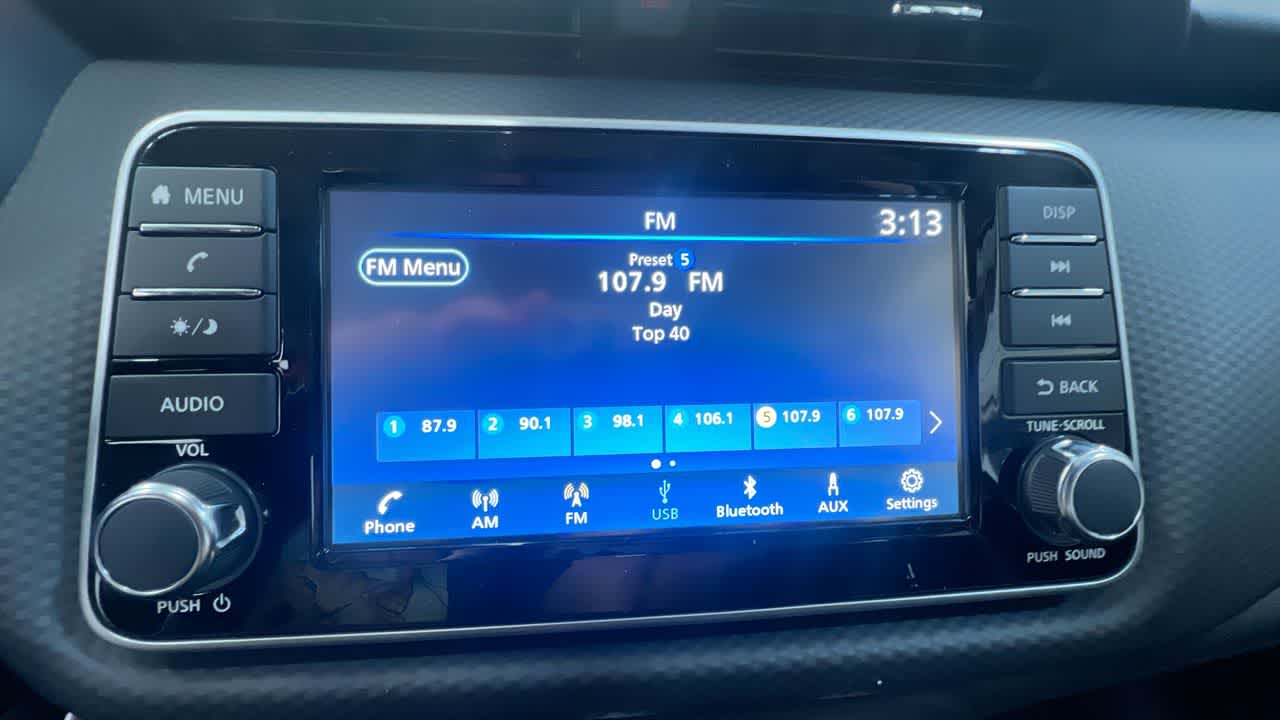 MENU
AUDIO
VOL
PUSH
FM
3:13
FM Menu
Preset 5
107.9 FM
Day
Top 40
1 87.9
2 90.1
3 98.1
4 106.1
5 107.9
6 107.9
Phone
AM
FM
USB
Bluetooth
AUX
Settings
DISP
BACK
TUNE·SCROLL
PUSH SOUND